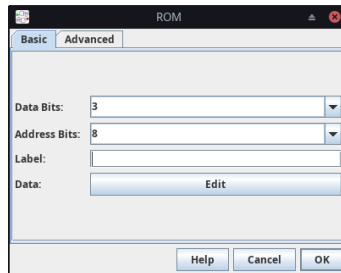 ROM
Basic Advanced
Data Bits: 3
Address Bits: 8
Label:
Data: Edit
Help Cancel OK